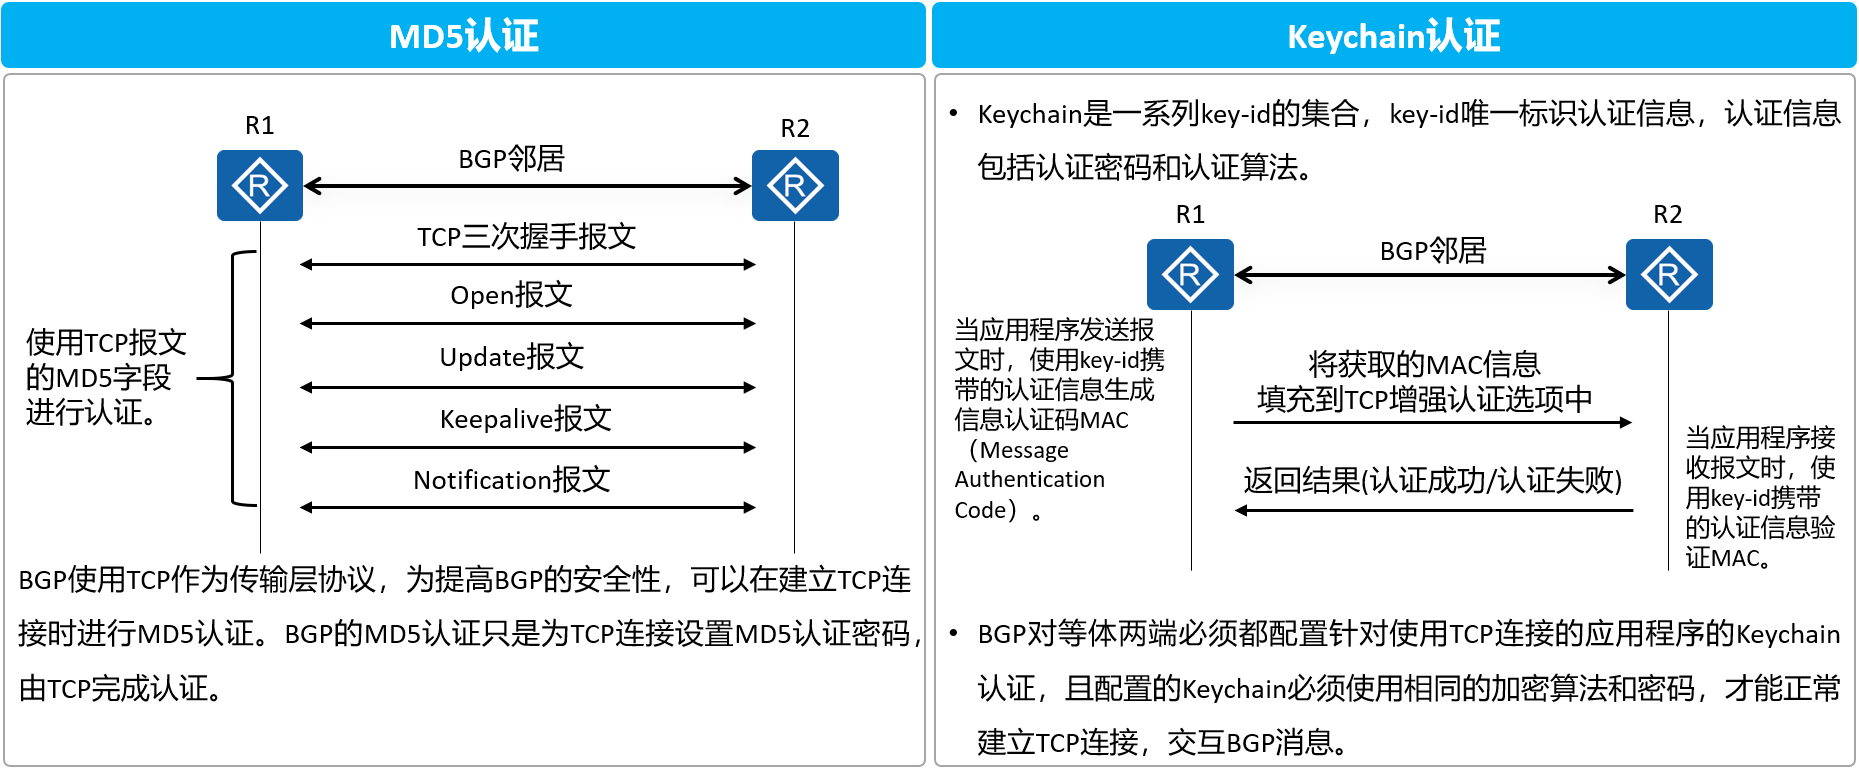 MD5认证
R1
R2
BGP邻居
TCP三次握手报文
Open报文
Update报文
Keepalive报文
Notification报文
使用TCP报文
的MD5字段
进行认证。
BGP使用TCP作为传输层协议，为提高BGP的安全性，可以在建立TCP连
接时进行MD5认证。BGP的MD5认证只是为TCP连接设置MD5认证密码，
由TCP完成认证。
Keychain认证
• Keychain是一系列key-id的集合，key-id唯一标识认证信息，认证信息
包括认证密码和认证算法。
R1
R2
BGP邻居
当应用程序发送报
文时，使用key-id携
带的认证信息生成
信息认证码MAC
（Message
Authentication
Code）。
将获取的MAC信息
填充到TCP增强认证选项中
返回结果(认证成功/认证失败)
当应用程序接
收报文时，使
用key-id携带
的认证信息验
证MAC。
• BGP对等体两端必须都配置针对使用TCP连接的应用程序的Keychain
认证，且配置的Keychain必须使用相同的加密算法和密码，才能正常
建立TCP连接，交互BGP消息。